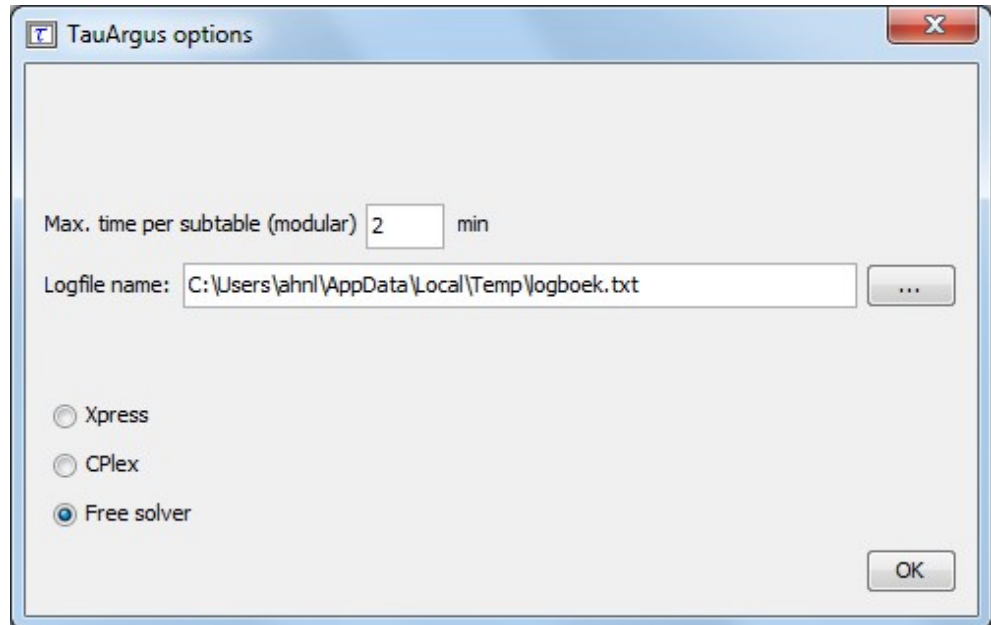 τ TauArgus options
Max. time per subtable (modular) 2 min
Logfile name: C:\Users\ahnl\AppData\Local\Temp\logboek.txt ...
Xpress
CPlex
Free solver
OK